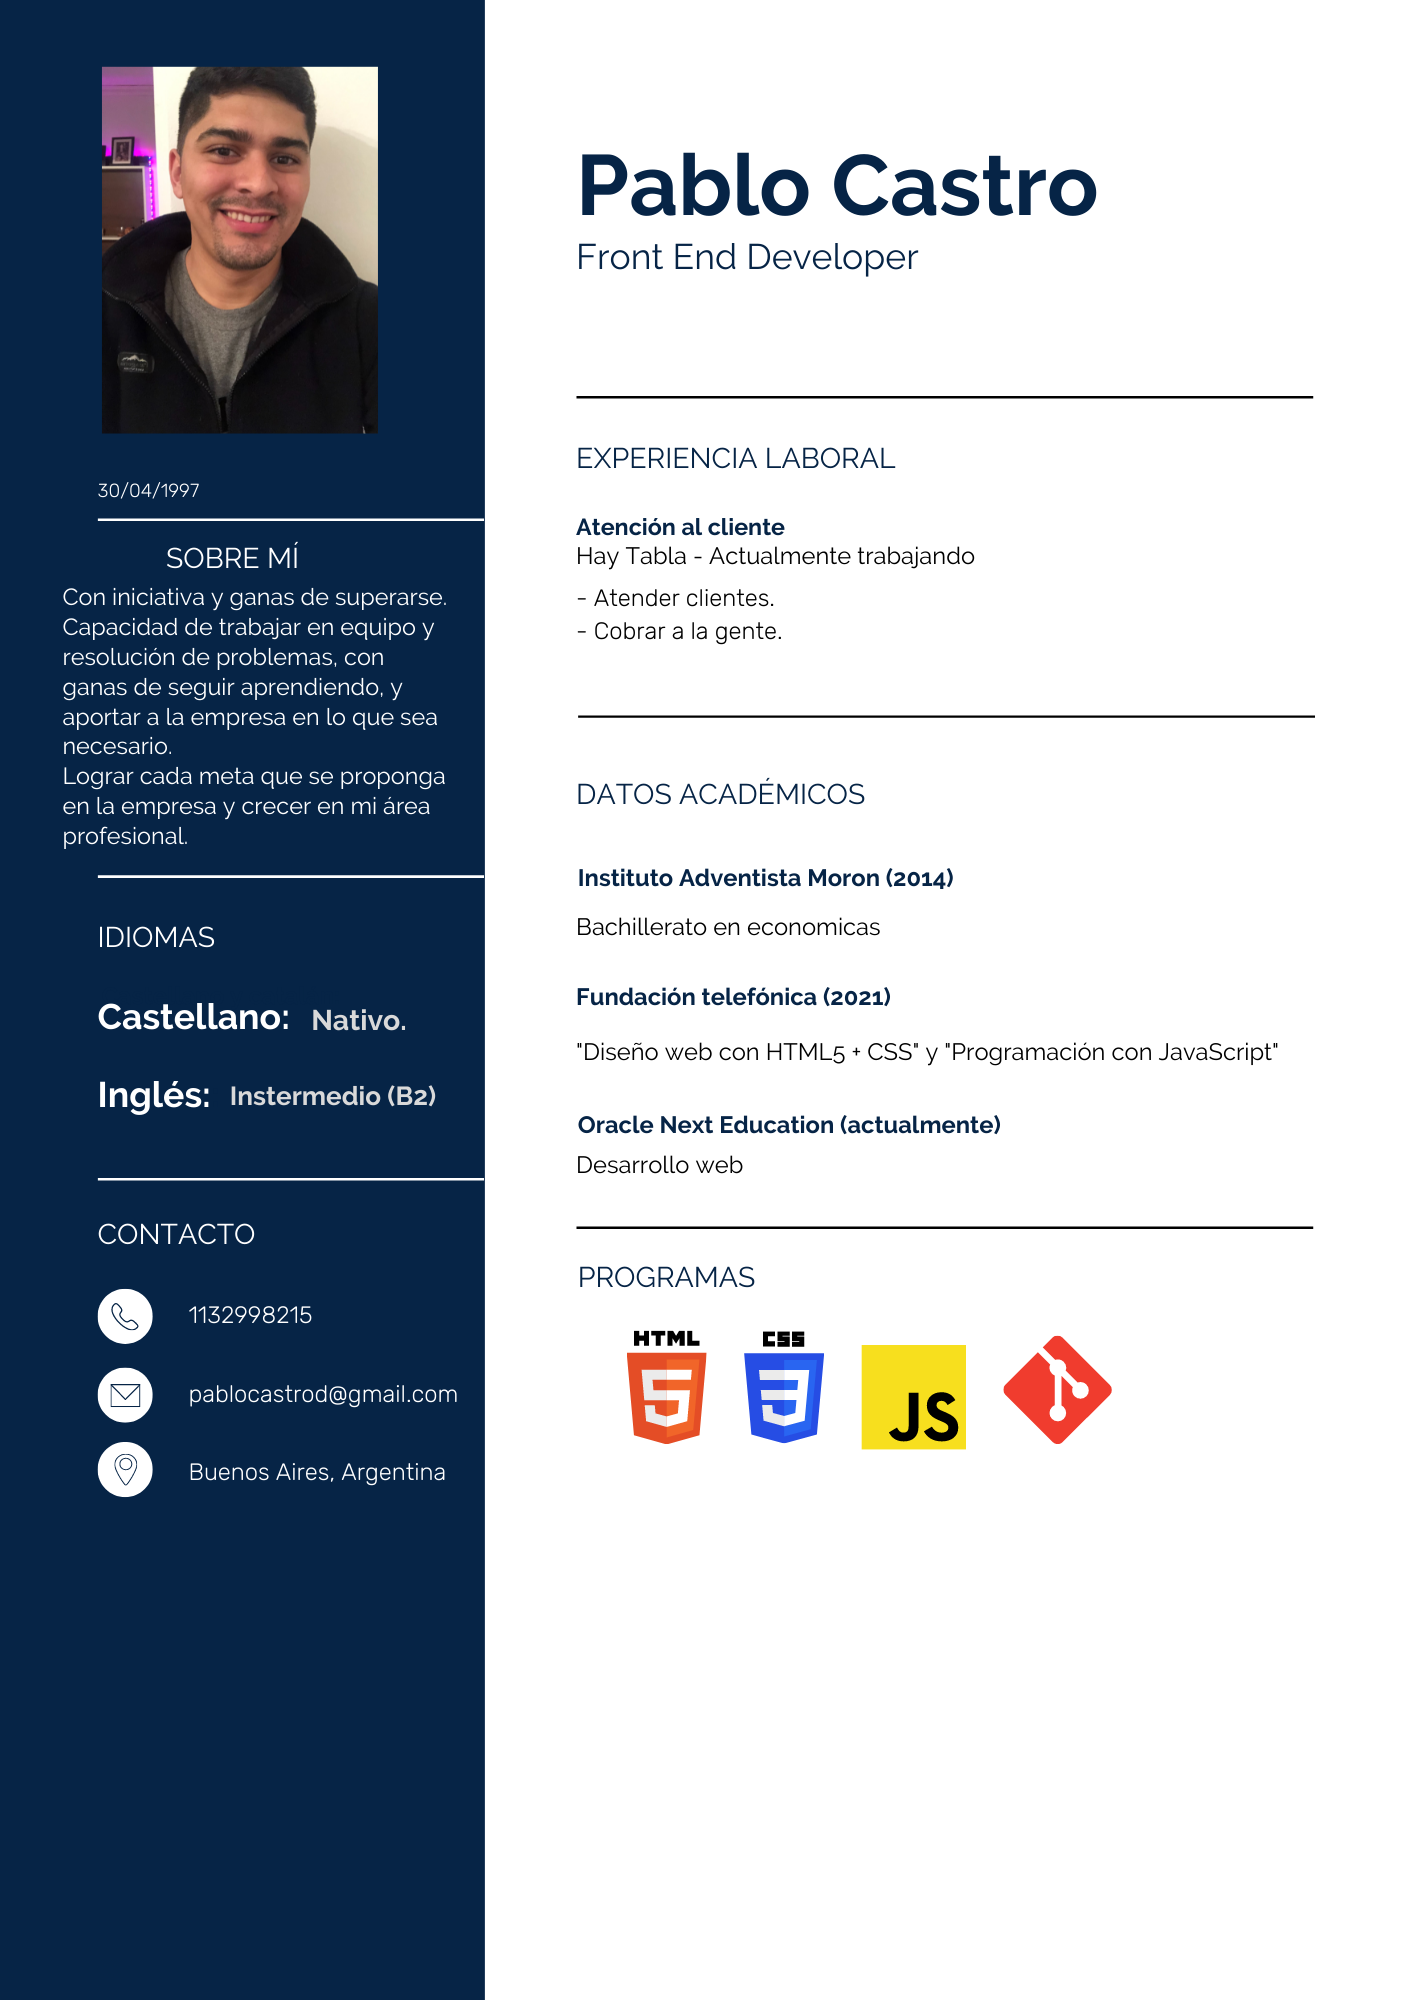 30/04/1997
SOBRE MÍ
Con iniciativa y ganas de superarse.
Capacidad de trabajar en equipo y
resolución de problemas, con
ganas de seguir aprendiendo, y
aportar a la empresa en lo que sea
necesario.
Lograr cada meta que se proponga
en la empresa y crecer en mi área
profesional.
IDIOMAS
Castellano: Nativo.
Inglés: Instermedio (B2)
CONTACTO
1132998215
pablocastrod@gmail.com
Buenos Aires, Argentina
Pablo Castro
Front End Developer
EXPERIENCIA LABORAL
Atención al cliente
Hay Tabla - Actualmente trabajando
- Atender clientes.
- Cobrar a la gente.
DATOS ACADÉMICOS
Instituto Adventista Moron (2014)
Bachillerato en economicas
Fundación telefónica (2021)
"Diseño web con HTML5 + CSS" y "Programación con JavaScript"
Oracle Next Education (actualmente)
Desarrollo web
PROGRAMAS
HTML CSS
5 3 JS